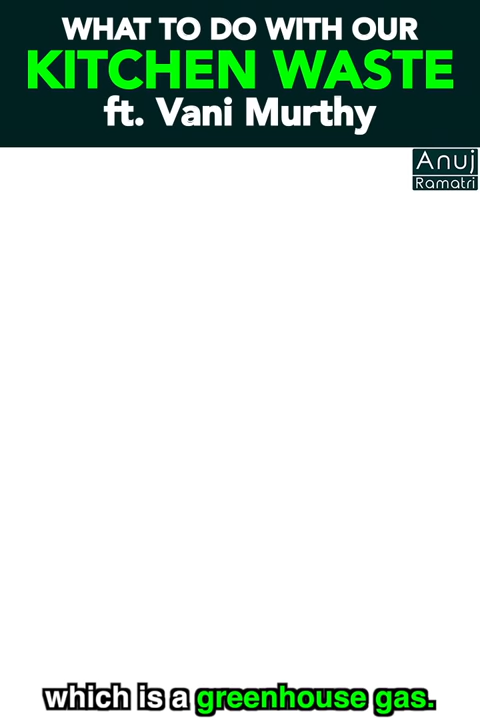 WHAT TO DO WITH OUR
KITCHEN WASTE
ft. Vani Murthy
Anuj
Ramatri
which is a greenhouse gas.